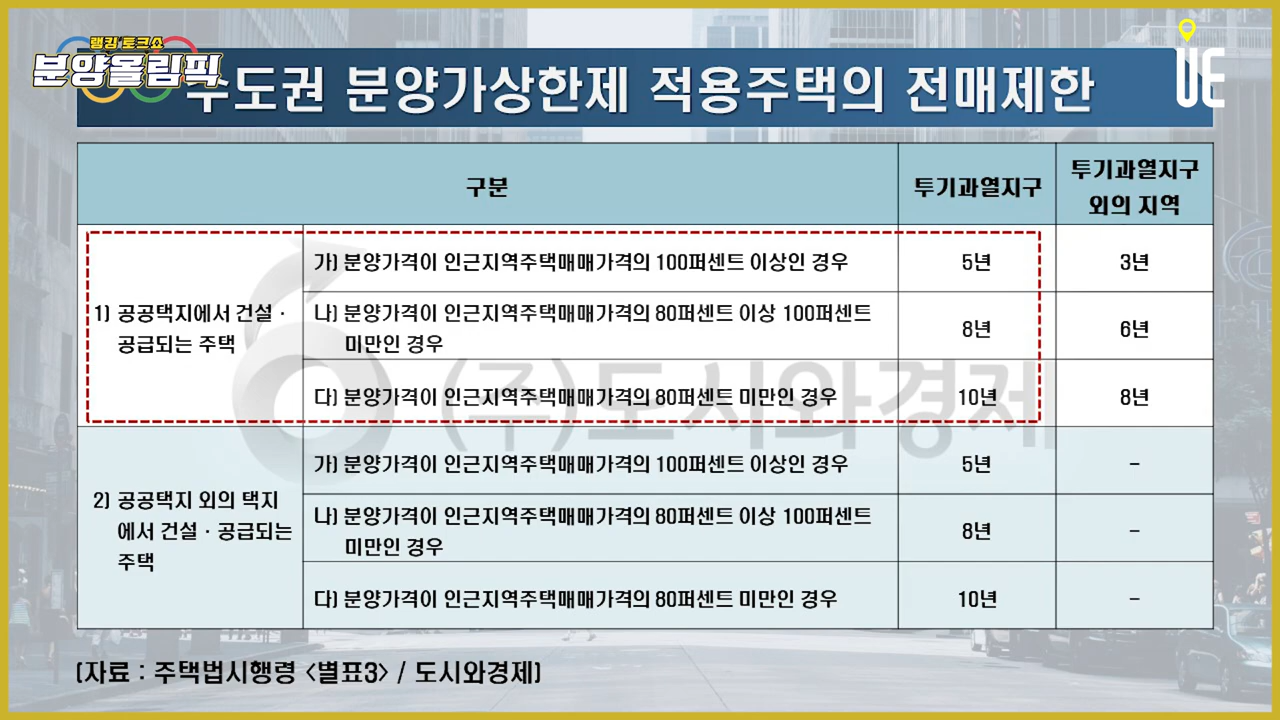 랭킹 토크쇼
분양올림픽
수도권 분양가상한제 적용주택의 전매제한
UE
구분
투기과열지구
투기과열지구
외의 지역
1) 공공택지에서 건설 ·
공급되는 주택
가) 분양가격이 인근지역주택매매가격의 100퍼센트 이상인 경우
5년
3년
나) 분양가격이 인근지역주택매매가격의 80퍼센트 이상 100퍼센트
미만인 경우
8년
6년
다) 분양가격이 인근지역주택매매가격의 80퍼센트 미만인 경우
10년
8년
(주)도시와경제
2) 공공택지 외의 택지
에서 건설 · 공급되는
주택
가) 분양가격이 인근지역주택매매가격의 100퍼센트 이상인 경우
5년
-
나) 분양가격이 인근지역주택매매가격의 80퍼센트 이상 100퍼센트
미만인 경우
8년
-
다) 분양가격이 인근지역주택매매가격의 80퍼센트 미만인 경우
10년
-
(자료 : 주택법시행령 <별표3> / 도시와경제)